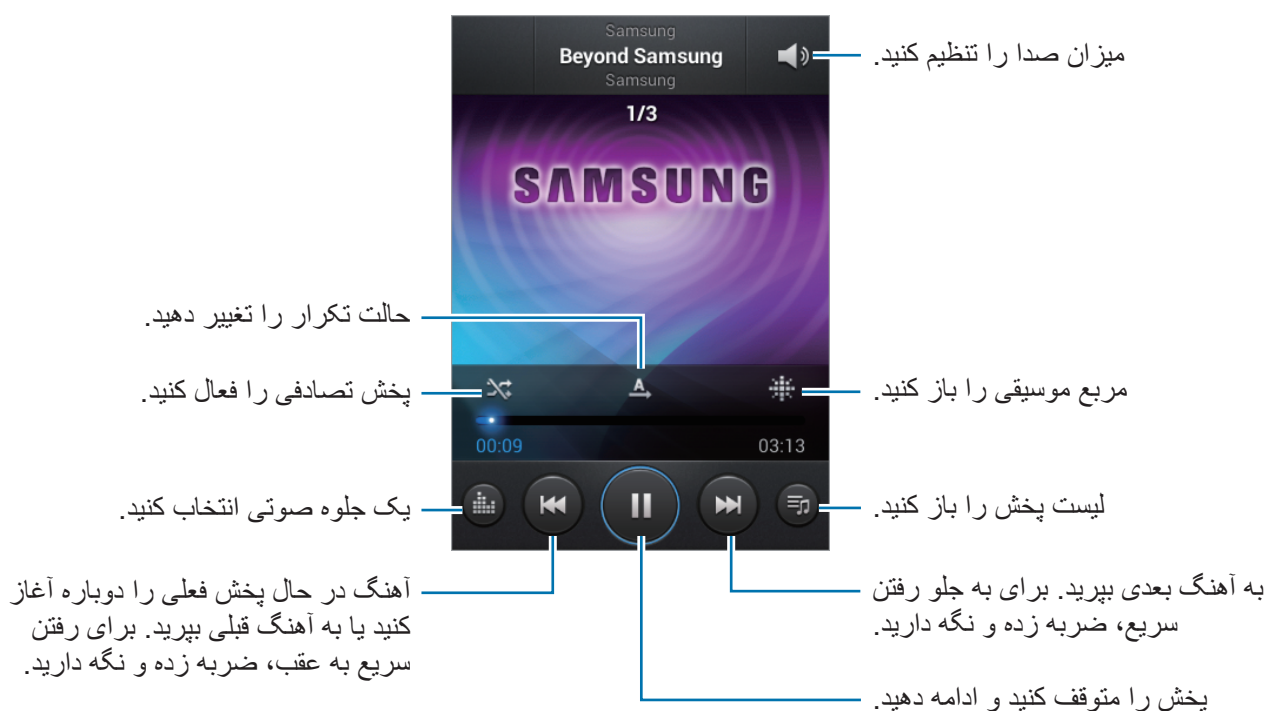 Samsung
Beyond Samsung
Samsung
میزان صدا را تنظیم کنید.
1/3
SAMSUNG
حالت تکرار را تغییر دهید.
A
پخش تصادفی را فعال کنید.
مربع موسیقی را باز کنید.
00:09
03:13
یک جلوه صوتی انتخاب کنید.
لیست پخش را باز کنید.
به آهنگ بعدی بپرید. برای به جلو رفتن
سریع، ضربه زده و نگه دارید.
آهنگ در حال پخش فعلی را دوباره آغاز
کنید یا به آهنگ قبلی بپرید. برای رفتن
سریع به عقب، ضربه زده و نگه دارید.
پخش را متوقف کنید و ادامه دهید.